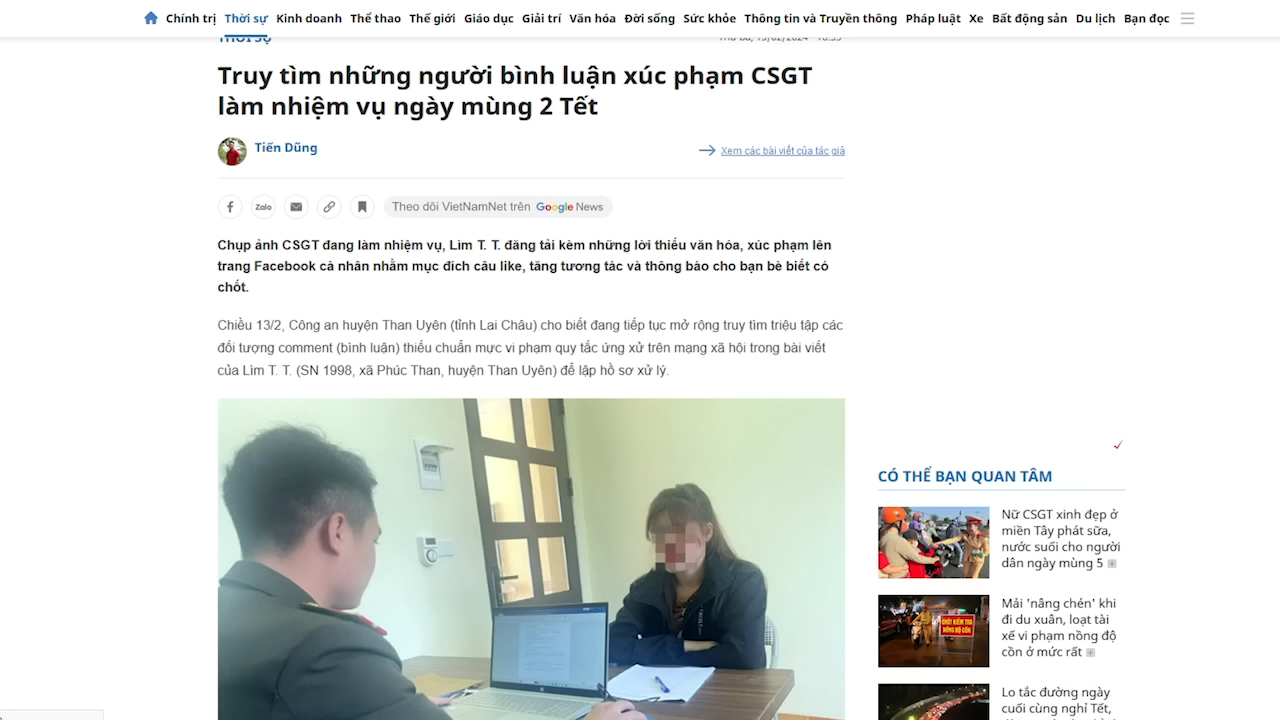 Chính trị Thời sự Kinh doanh Thể thao Thế giới Giáo dục Giải trí Văn hóa Đời sống Sức khỏe Thông tin và Truyền thông Pháp luật Xe Bất động sản Du lịch Bạn đọc
Truy tìm những người bình luận xúc phạm CSGT
làm nhiệm vụ ngày mùng 2 Tết
Tiến Dũng
Xem các bài viết của tác giả
Zalo
Theo dõi VietNamNet trên Google News
Chụp ảnh CSGT đang làm nhiệm vụ, Lìm T. T. đăng tải kèm những lời thiếu văn hóa, xúc phạm lên
trang Facebook cá nhân nhằm mục đích câu like, tăng tương tác và thông báo cho bạn bè biết có
chốt.
Chiều 13/2, Công an huyện Than Uyên (tỉnh Lai Châu) cho biết đang tiếp tục mở rộng truy tìm triệu tập các
đối tượng comment (bình luận) thiếu chuẩn mực vi phạm quy tắc ứng xử trên mạng xã hội trong bài viết
của Lìm T. T. (SN 1998, xã Phúc Than, huyện Than Uyên) để lập hồ sơ xử lý.
CÓ THỂ BẠN QUAN TÂM
Nữ CSGT xinh đẹp ở
miền Tây phát sữa,
nước suối cho người
dân ngày mùng 5
Mải 'nâng chén' khi
đi du xuân, loạt tài
xế vi phạm nồng độ
cồn ở mức rất
CHỐT KIỂM TRA
NỒNG ĐỘ CỒN
Lo tắc đường ngày
cuối cùng nghỉ Tết,